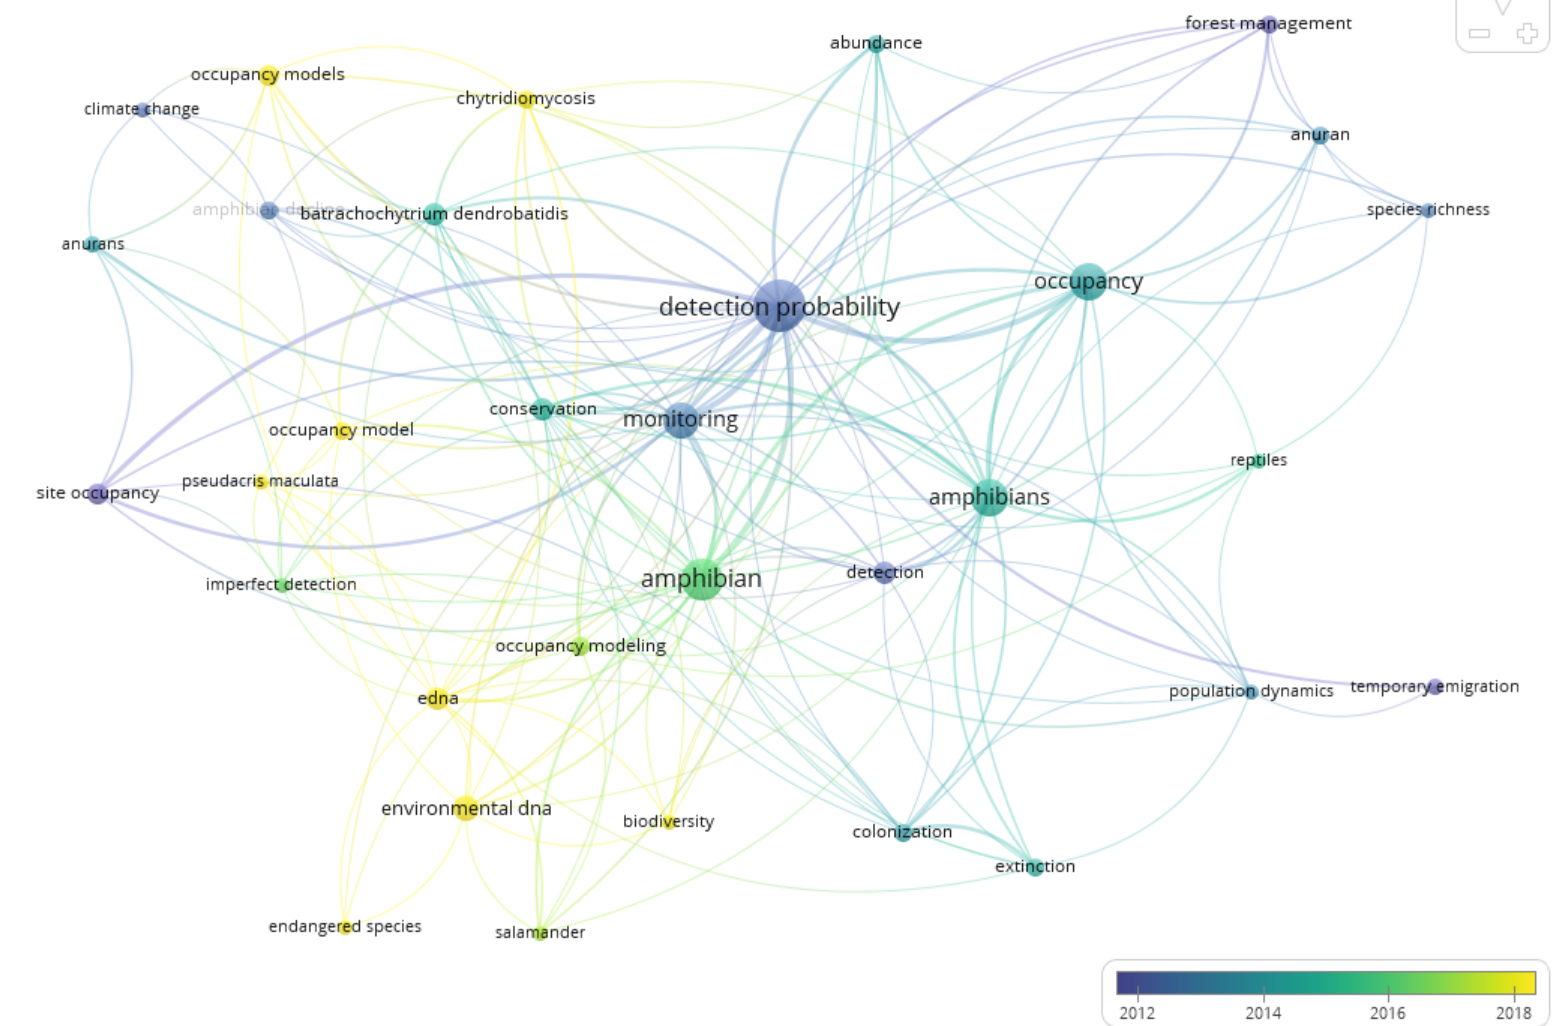 forest management
abundance
occupancy models
chytridiomycosis
climate change
anuran
amphibian decline
batrachochytrium dendrobatidis
species richness
anurans
occupancy
detection probability
conservation
monitoring
occupancy model
reptiles
pseudacris maculata
site occupancy
amphibians
detection
amphibian
imperfect detection
occupancy modeling
temporary emigration
population dynamics
edna
environmental dna
biodiversity
colonization
extinction
endangered species
salamander
2012 2014 2016 2018